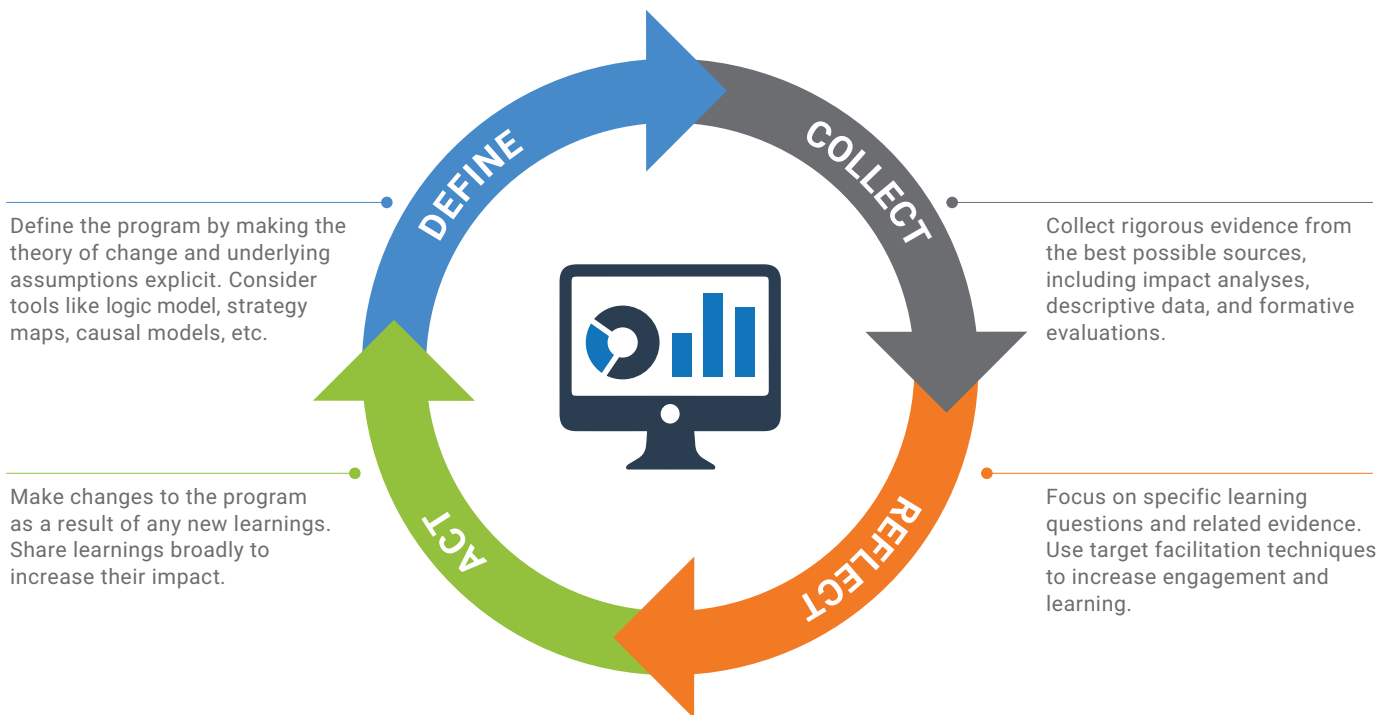 DEFINE
Define the program by making the
theory of change and underlying
assumptions explicit. Consider
tools like logic model, strategy
maps, causal models, etc.
COLLECT
Collect rigorous evidence from
the best possible sources,
including impact analyses,
descriptive data, and formative
evaluations.
REFLECT
Focus on specific learning
questions and related evidence.
Use target facilitation techniques
to increase engagement and
learning.
ACT
Make changes to the program
as a result of any new learnings.
Share learnings broadly to
increase their impact.